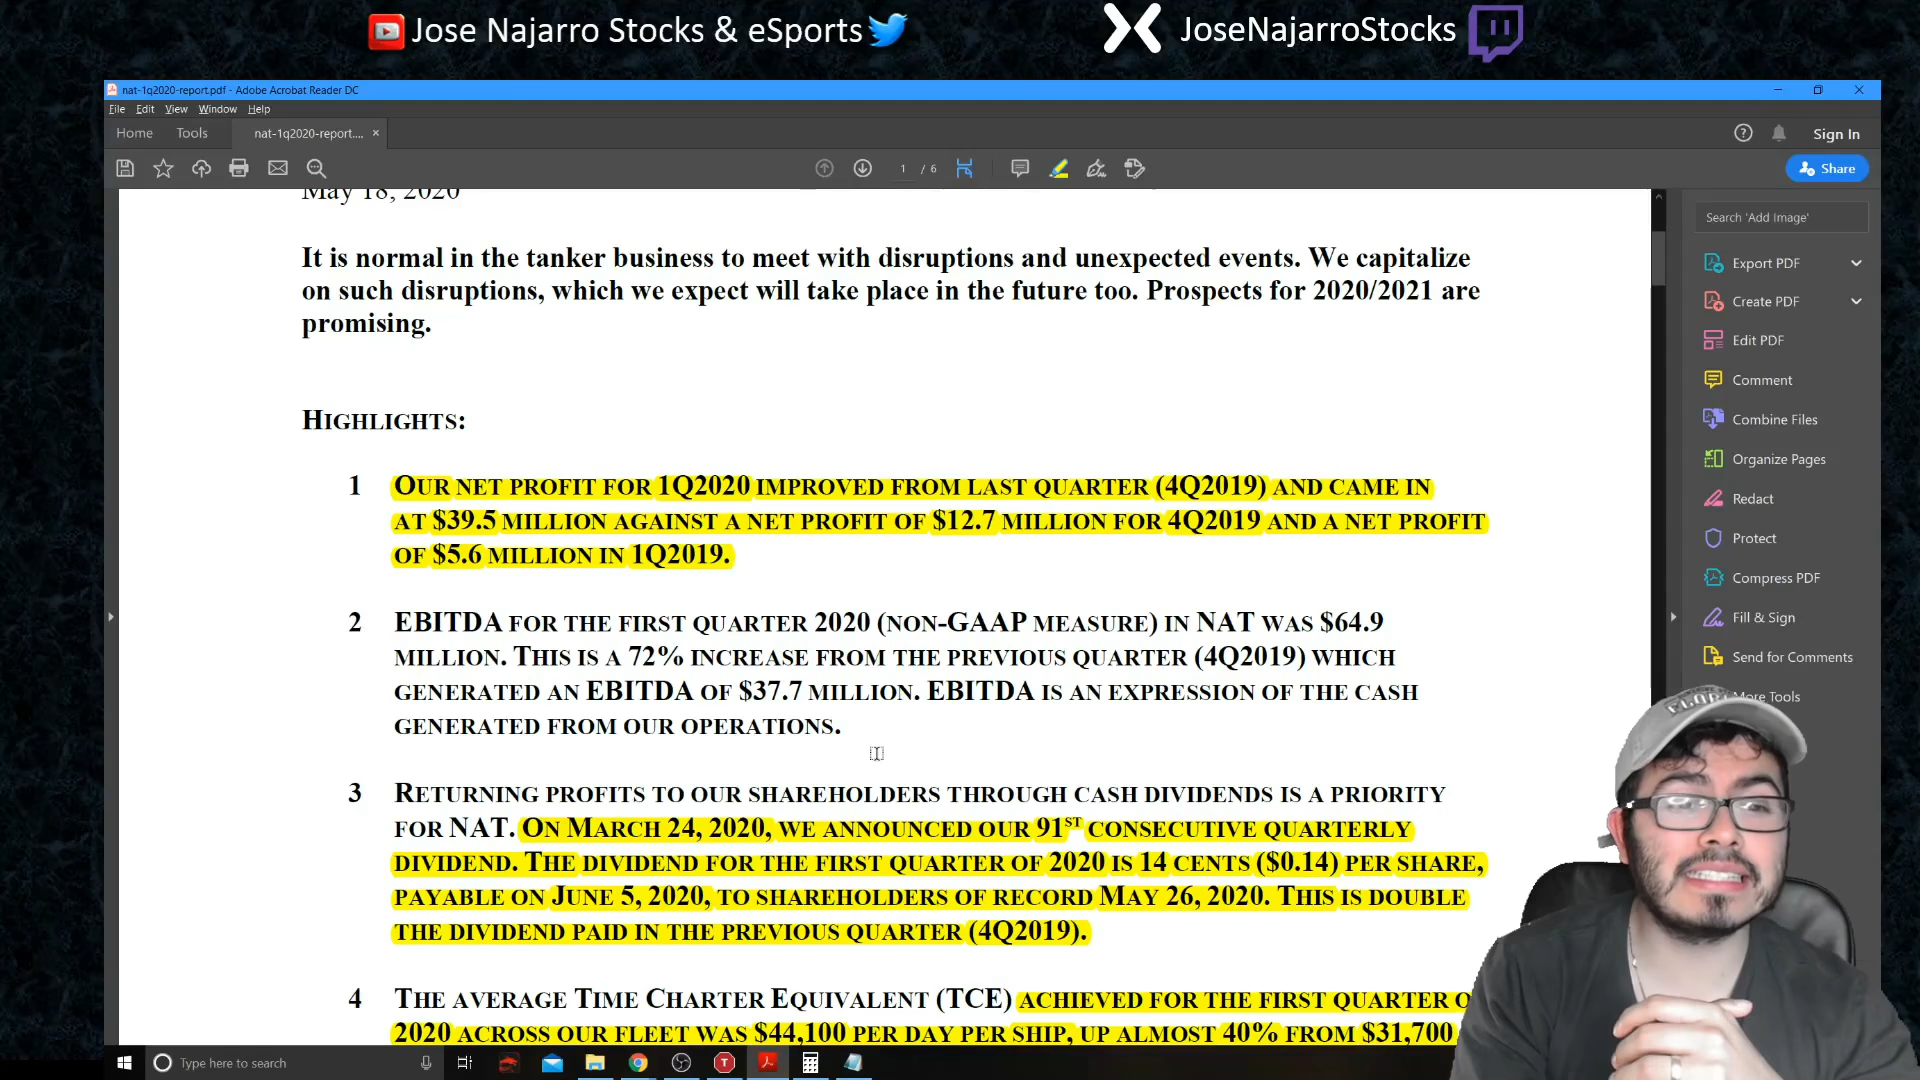 Jose Najarro Stocks & eSports
JoseNajarroStocks
nat-1q2020-report.pdf - Adobe Acrobat Reader DC
File Edit View Window Help
Home Tools nat-1q2020-report.... × Sign In
1 / 6 Share
May 18, 2020
It is normal in the tanker business to meet with disruptions and unexpected events. We capitalize
on such disruptions, which we expect will take place in the future too. Prospects for 2020/2021 are
promising.
HIGHLIGHTS:
1 OUR NET PROFIT FOR 1Q2020 IMPROVED FROM LAST QUARTER (4Q2019) AND CAME IN
AT $39.5 MILLION AGAINST A NET PROFIT OF $12.7 MILLION FOR 4Q2019 AND A NET PROFIT
OF $5.6 MILLION IN 1Q2019.
2 EBITDA FOR THE FIRST QUARTER 2020 (NON-GAAP MEASURE) IN NAT WAS $64.9
MILLION. THIS IS A 72% INCREASE FROM THE PREVIOUS QUARTER (4Q2019) WHICH
GENERATED AN EBITDA OF $37.7 MILLION. EBITDA IS AN EXPRESSION OF THE CASH
GENERATED FROM OUR OPERATIONS.
3 RETURNING PROFITS TO OUR SHAREHOLDERS THROUGH CASH DIVIDENDS IS A PRIORITY
FOR NAT. ON MARCH 24, 2020, WE ANNOUNCED OUR 91ST CONSECUTIVE QUARTERLY
DIVIDEND. THE DIVIDEND FOR THE FIRST QUARTER OF 2020 IS 14 CENTS ($0.14) PER SHARE,
PAYABLE ON JUNE 5, 2020, TO SHAREHOLDERS OF RECORD MAY 26, 2020. THIS IS DOUBLE
THE DIVIDEND PAID IN THE PREVIOUS QUARTER (4Q2019).
4 THE AVERAGE TIME CHARTER EQUIVALENT (TCE) ACHIEVED FOR THE FIRST QUARTER O
2020 ACROSS OUR FLEET WAS $44,100 PER DAY PER SHIP, UP ALMOST 40% FROM $31,700
Search 'Add Image'
Export PDF
Create PDF
Edit PDF
Comment
Combine Files
Organize Pages
Redact
Protect
Compress PDF
Fill & Sign
Send for Comments
More Tools
Type here to search